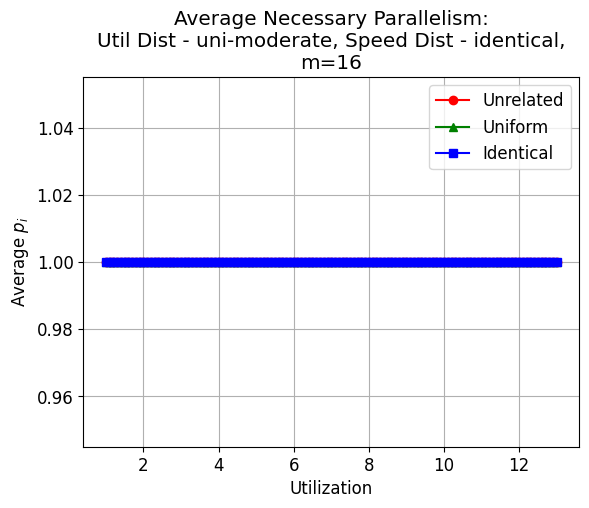 Average Necessary Parallelism:
Util Dist - uni-moderate, Speed Dist - identical,
m=16
Unrelated
Uniform
Identical
1.04
1.02
1.00
0.98
0.96
Average pᵢ
2 4 6 8 10 12
Utilization